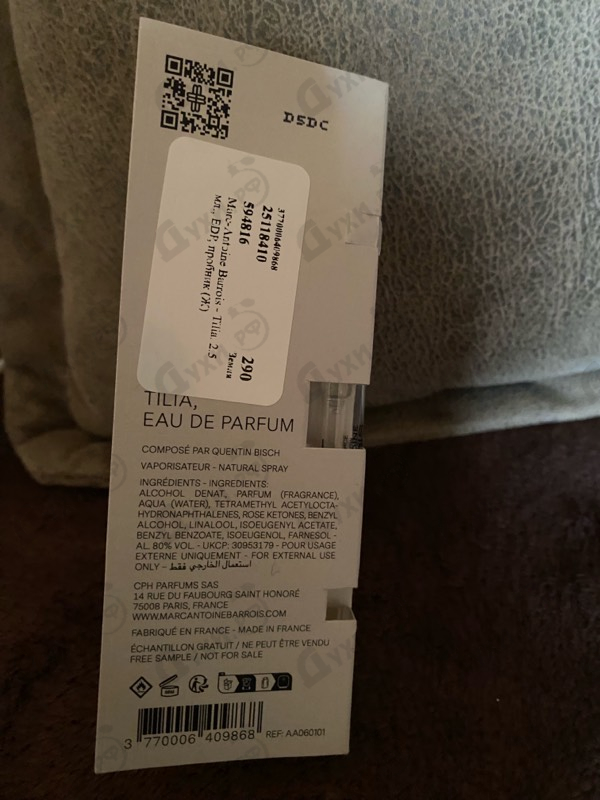 D5DC
3770006409868
25118410
594816
290
Marc-Antoine Barrois - Tilia, 2.5
мл., EDP, пробник (Ж)
Земля
TILIA,
EAU DE PARFUM
COMPOSÉ PAR QUENTIN BISCH
VAPORISATEUR - NATURAL SPRAY
INGRÉDIENTS - INGREDIENTS:
ALCOHOL DENAT, PARFUM (FRAGRANCE),
AQUA (WATER), TETRAMETHYL ACETYLOCTA-
HYDRONAPHTHALENES, ROSE KETONES, BENZYL
ALCOHOL, LINALOOL, ISOEUGENYL ACETATE,
BENZYL BENZOATE, ISOEUGENOL, FARNESOL -
AL. 80% VOL. - UKCP: 30953179 - POUR USAGE
EXTERNE UNIQUEMENT - FOR EXTERNAL USE
ONLY - استعمال الخارجي فقط
CPH PARFUMS SAS
14 RUE DU FAUBOURG SAINT HONORÉ
75008 PARIS, FRANCE
WWW.MARCANTOINEBARROIS.COM
FABRIQUÉ EN FRANCE - MADE IN FRANCE
ÉCHANTILLON GRATUIT / NE PEUT ÊTRE VENDU
FREE SAMPLE / NOT FOR SALE
3 770006 409868 REF: AA060101